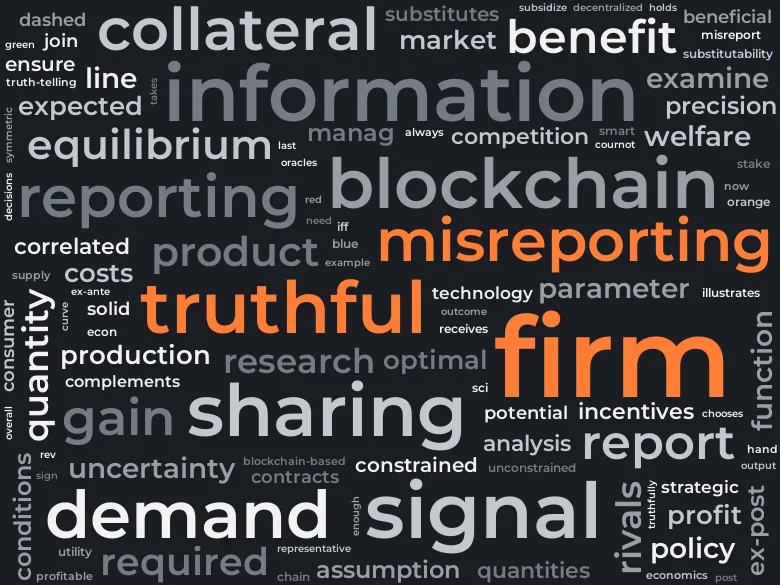 dashed
collateral
substitutes
subsidize
decentralized
holds
beneficial
green
join
market
benefit
misreport
substitutability
ensure
truth-telling
line
takes
information
examine
expected
precision
symmetric
equilibrium
last
manag
always
competition
smart
cournot
welfare
oracles
decisions
reporting
red
blockchain
stake
now
orange
need
iff
misreporting
correlated
product
blue
example
supply
costs
ex-ante
truthful
technology
parameter
illustrates
consumer
quantity
curve
solid
econ
outcome
receives
firm
function
production
research
optimal
complements
sci
overall
gain
sharing
potential
incentives
chooses
analysis
report
hand
output
conditions
rev
sign
uncertainty
blockchain-based
contracts
constrained
unconstrained
demand
enough
signal
rivals
truthfully
strategic
profit
ex-post
utility
representative
policy
profitable
required
chain
assumption
quantities
economics
post